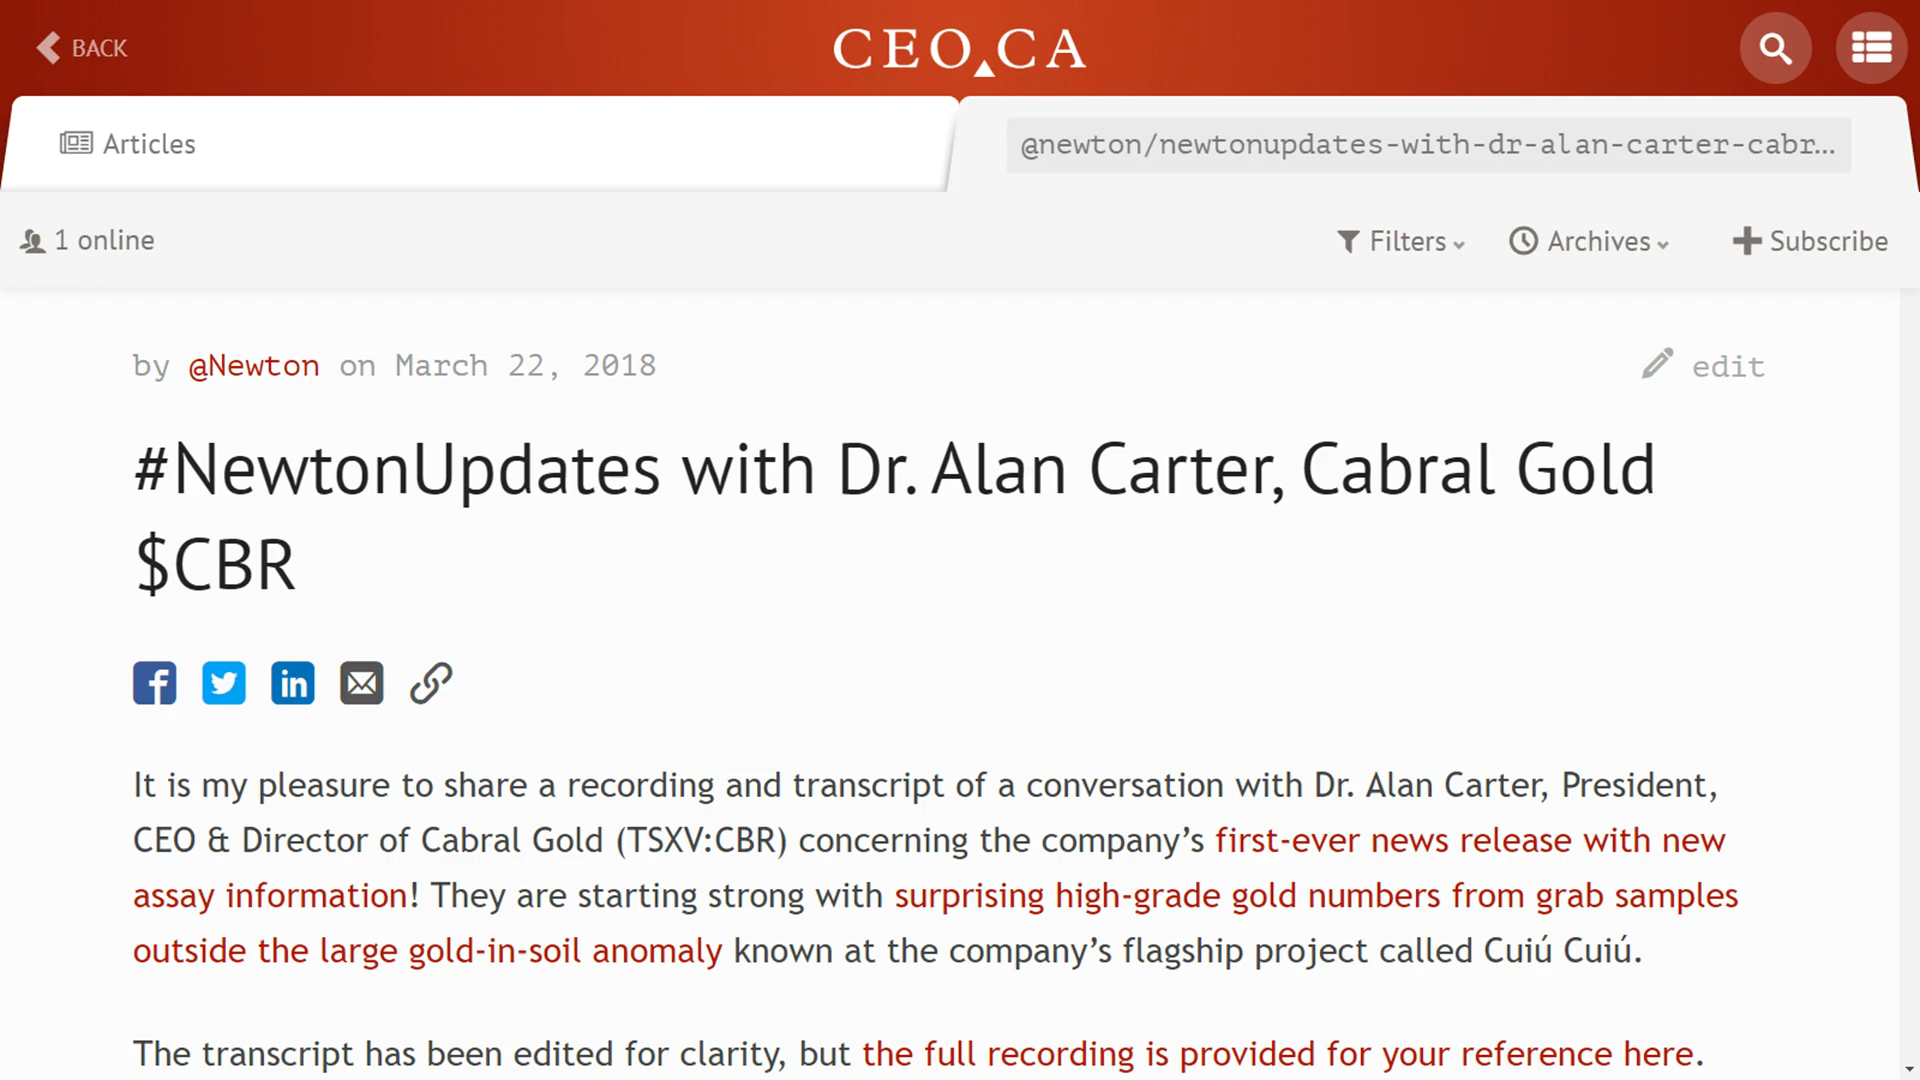 BACK
CEO.CA
Articles
@newton/newtonupdates-with-dr-alan-carter-cabr...
1 online
Filters
Archives
Subscribe
by @Newton on March 22, 2018
edit
#NewtonUpdates with Dr. Alan Carter, Cabral Gold
$CBR
It is my pleasure to share a recording and transcript of a conversation with Dr. Alan Carter, President,
CEO & Director of Cabral Gold (TSXV:CBR) concerning the company’s first-ever news release with new
assay information! They are starting strong with surprising high-grade gold numbers from grab samples
outside the large gold-in-soil anomaly known at the company’s flagship project called Cuiú Cuiú.
The transcript has been edited for clarity, but the full recording is provided for your reference here.